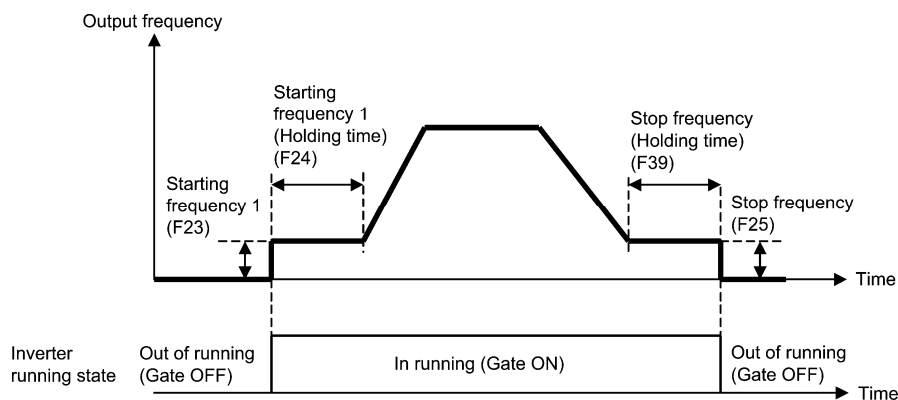 Output frequency
Starting
frequency 1
(Holding time)
(F24)
Stop frequency
(Holding time)
(F39)
Starting
frequency 1
(F23)
Stop frequency
(F25)
Time
Inverter
running state
Out of running
(Gate OFF)
In running (Gate ON)
Out of running
(Gate OFF)
Time